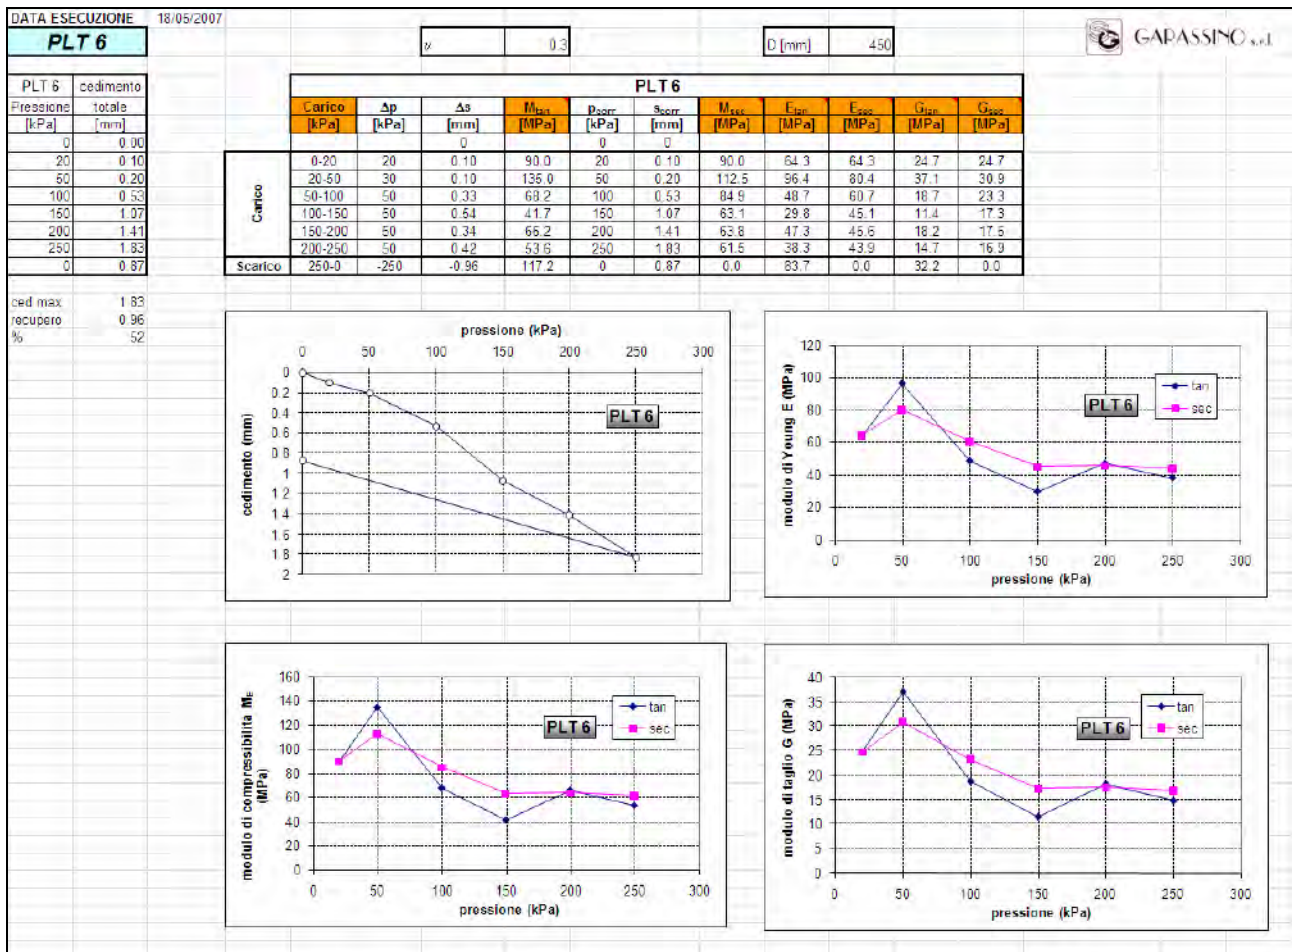 DATA ESECUZIONE 18/05/2007
PLT 6
ν 0.3
D [mm] 450
GARASSINO s.r.l.
PLT 6 cedimento
Pressione totale
[kPa] [mm]
0 0.00
20 0.10
50 0.20
100 0.53
150 1.07
200 1.41
250 1.83
0 0.87
ced max 1.83
recupero 0.96
% 52
PLT 6
Carico Δp Δs Mtan pcorr scorr Msec Etan Esec Gtan Gsec
[kPa] [kPa] [mm] [MPa] [kPa] [mm] [MPa] [MPa] [MPa] [MPa] [MPa]
0 0 0
Carico
0-20 20 0.10 90.0 20 0.10 90.0 64.3 64.3 24.7 24.7
20-50 30 0.10 135.0 50 0.20 112.5 96.4 80.4 37.1 30.9
50-100 50 0.33 68.2 100 0.53 84.9 48.7 60.7 18.7 23.3
100-150 50 0.54 41.7 150 1.07 63.1 29.8 45.1 11.4 17.3
150-200 50 0.34 66.2 200 1.41 63.8 47.3 45.6 18.2 17.5
200-250 50 0.42 53.6 250 1.83 61.5 38.3 43.9 14.7 16.9
Scarico 250-0 -250 -0.96 117.2 0 0.87 0.0 83.7 0.0 32.2 0.0
pressione (kPa)
0 50 100 150 200 250 300
0
0.2
0.4
0.6
0.8
1
1.2
1.4
1.6
1.8
2
cedimento (mm)
PLT 6
120
100
80
60
40
20
0
modulo di Young E (MPa)
PLT 6
tan
sec
0 50 100 150 200 250 300
pressione (kPa)
160
140
120
100
80
60
40
20
0
modulo di compressibilita ME
(MPa)
PLT 6
tan
sec
0 50 100 150 200 250 300
pressione (kPa)
40
35
30
25
20
15
10
5
0
modulo di taglio G (MPa)
PLT 6
tan
sec
0 50 100 150 200 250 300
pressione (kPa)